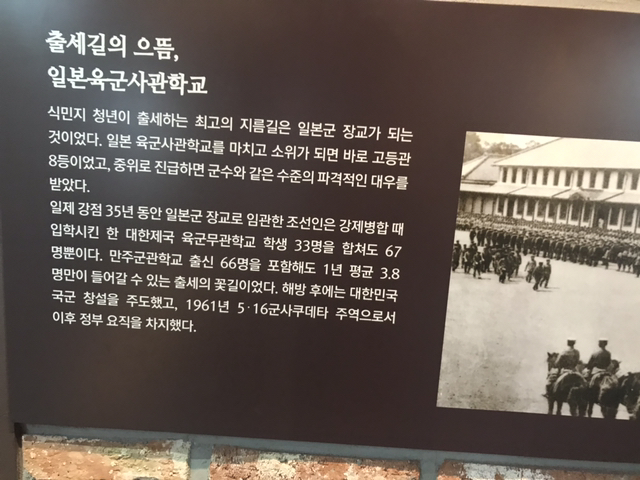 출세길의 으뜸,
일본육군사관학교
식민지 청년이 출세하는 최고의 지름길은 일본군 장교가 되는
것이었다. 일본 육군사관학교를 마치고 소위가 되면 바로 고등관
8등이었고, 중위로 진급하면 군수와 같은 수준의 파격적인 대우를
받았다.
일제 강점 35년 동안 일본군 장교로 임관한 조선인은 강제병합 때
입학시킨 한 대한제국 육군무관학교 학생 33명을 합쳐도 67
명뿐이다. 만주군관학교 출신 66명을 포함해도 1년 평균 3.8
명만이 들어갈 수 있는 출세의 꽃길이었다. 해방 후에는 대한민국
국군 창설을 주도했고, 1961년 5·16군사쿠데타 주역으로서
이후 정부 요직을 차지했다.